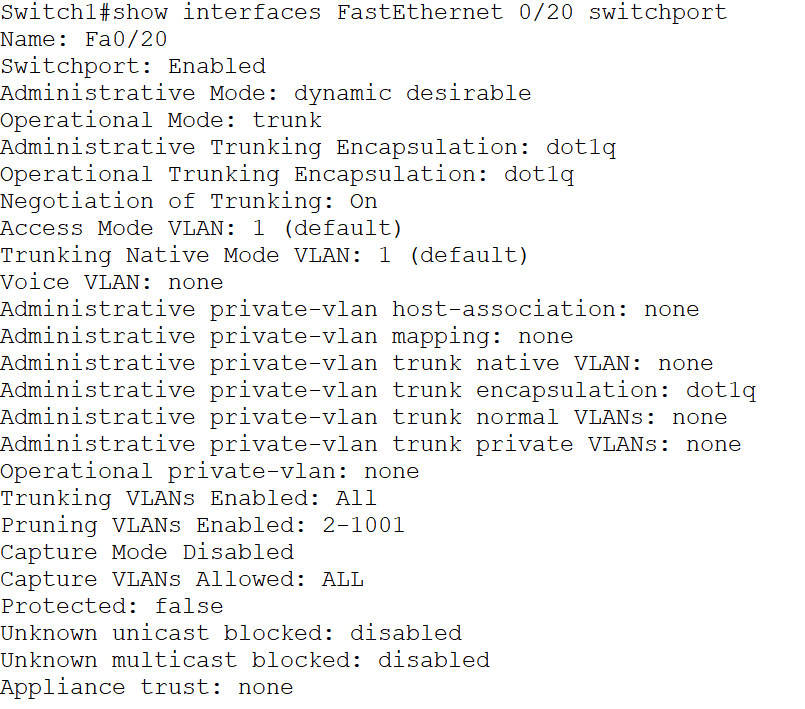 Switch1#show interfaces FastEthernet 0/20 switchport
Name: Fa0/20
Switchport: Enabled
Administrative Mode: dynamic desirable
Operational Mode: trunk
Administrative Trunking Encapsulation: dot1q
Operational Trunking Encapsulation: dot1q
Negotiation of Trunking: On
Access Mode VLAN: 1 (default)
Trunking Native Mode VLAN: 1 (default)
Voice VLAN: none
Administrative private-vlan host-association: none
Administrative private-vlan mapping: none
Administrative private-vlan trunk native VLAN: none
Administrative private-vlan trunk encapsulation: dot1q
Administrative private-vlan trunk normal VLANs: none
Administrative private-vlan trunk private VLANs: none
Operational private-vlan: none
Trunking VLANs Enabled: All
Pruning VLANs Enabled: 2-1001
Capture Mode Disabled
Capture VLANs Allowed: ALL
Protected: false
Unknown unicast blocked: disabled
Unknown multicast blocked: disabled
Appliance trust: none